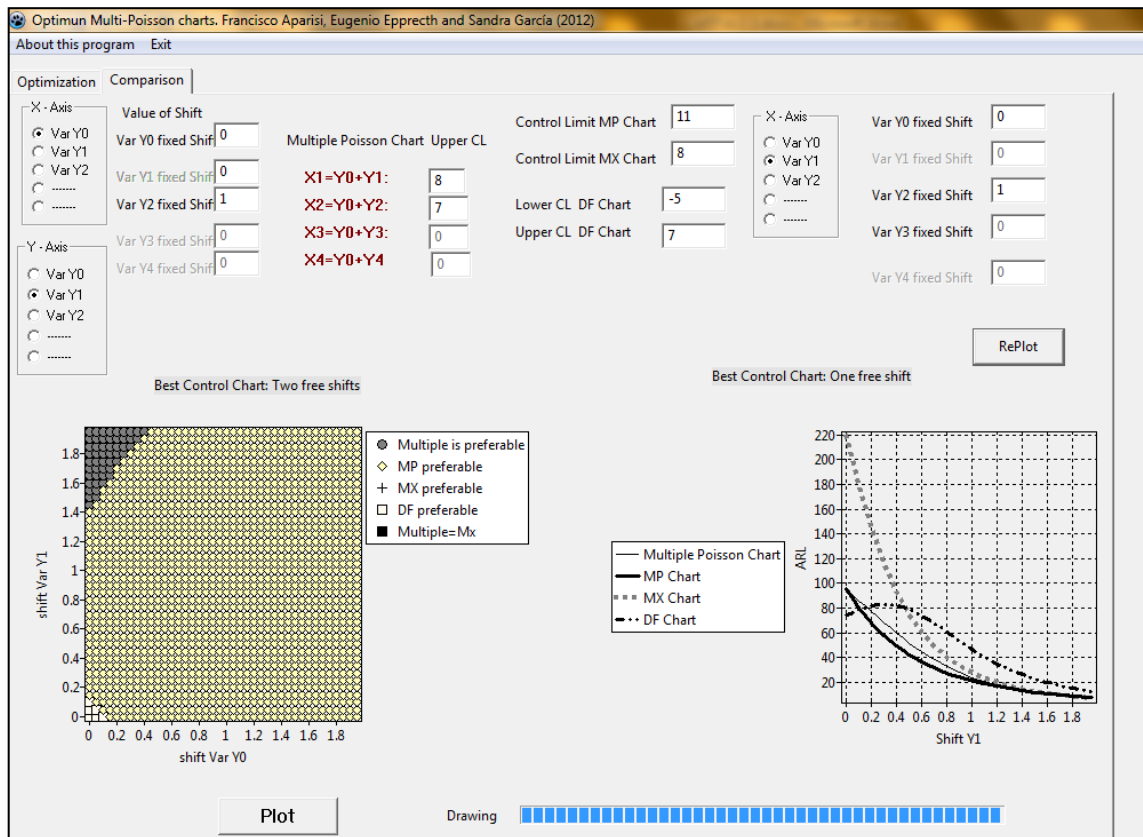 Optimun Multi-Poisson charts. Francisco Aparisi, Eugenio Epprecht and Sandra García (2012)
About this program Exit
Optimization Comparison
X - Axis
Var Y0
Var Y1
Var Y2
-------
-------
Y - Axis
Var Y0
Var Y1
Var Y2
-------
-------
Value of Shift
Var Y0 fixed Shift 0
Var Y1 fixed Shift 0
Var Y2 fixed Shift 1
Var Y3 fixed Shift 0
Var Y4 fixed Shift 0
Multiple Poisson Chart Upper CL
X1=Y0+Y1: 8
X2=Y0+Y2: 7
X3=Y0+Y3: 0
X4=Y0+Y4 0
Control Limit MP Chart 11
Control Limit MX Chart 8
Lower CL DF Chart -5
Upper CL DF Chart 7
X - Axis
Var Y0
Var Y1
Var Y2
-------
-------
Var Y0 fixed Shift 0
Var Y1 fixed Shift 0
Var Y2 fixed Shift 1
Var Y3 fixed Shift 0
Var Y4 fixed Shift 0
RePlot
Best Control Chart: Two free shifts
1.8
1.6
1.4
1.2
1
0.8
0.6
0.4
0.2
0
shift Var Y1
0 0.2 0.4 0.6 0.8 1 1.2 1.4 1.6 1.8
shift Var Y0
Multiple is preferable
MP preferable
MX preferable
DF preferable
Multiple=Mx
Best Control Chart: One free shift
Multiple Poisson Chart
MP Chart
MX Chart
DF Chart
ARL
220
200
180
160
140
120
100
80
60
40
20
0 0.2 0.4 0.6 0.8 1 1.2 1.4 1.6 1.8
Shift Y1
Plot
Drawing